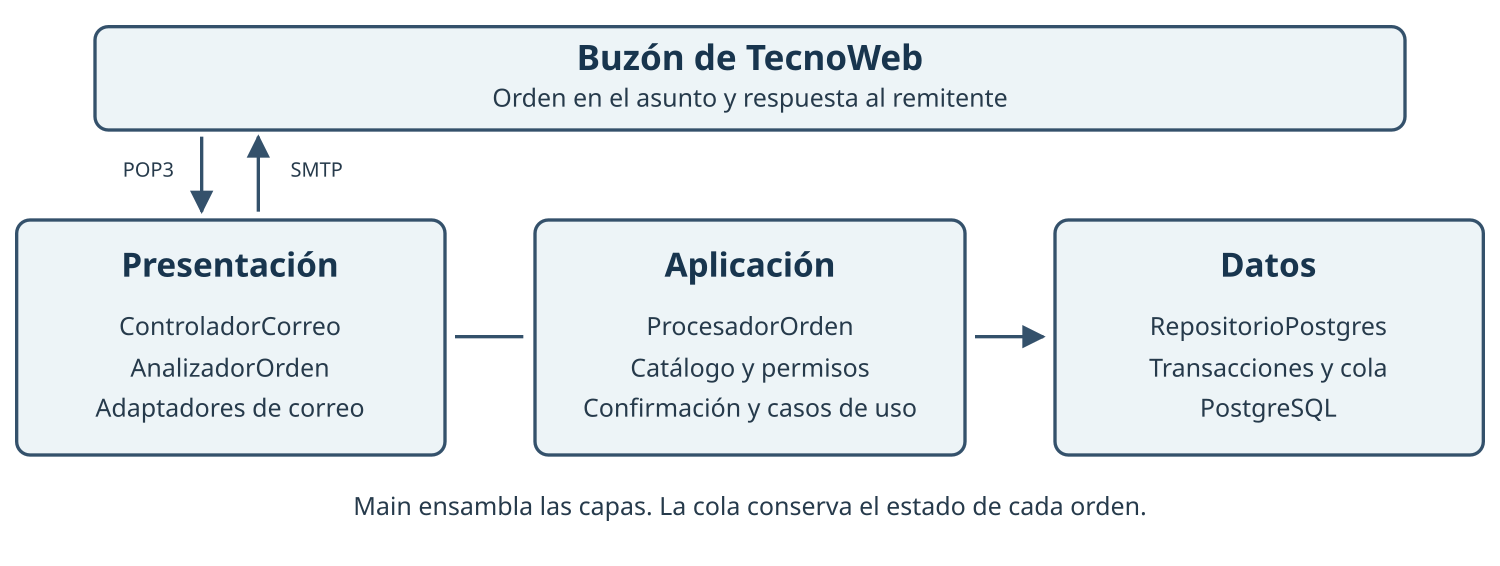 Buzón de TecnoWeb
Orden en el asunto y respuesta al remitente
POP3
SMTP
Presentación
ControladorCorreo
AnalizadorOrden
Adaptadores de correo
Aplicación
ProcesadorOrden
Catálogo y permisos
Confirmación y casos de uso
Datos
RepositorioPostgres
Transacciones y cola
PostgreSQL
Main ensambla las capas. La cola conserva el estado de cada orden.